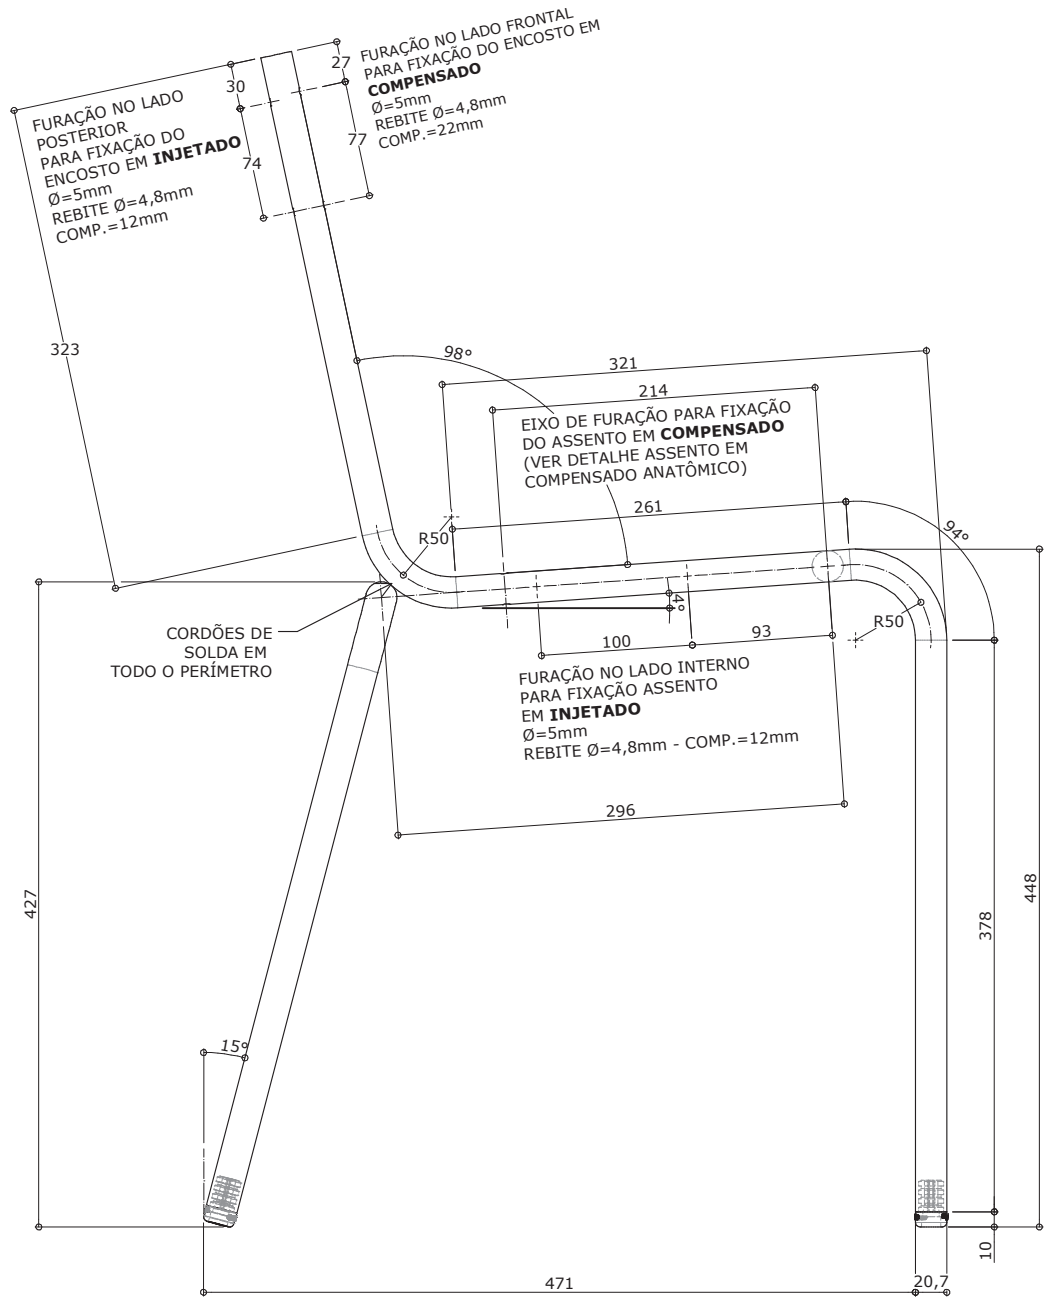 FURAÇÃO NO LADO FRONTAL
PARA FIXAÇÃO DO ENCOSTO EM
COMPENSADO
Ø=5mm
REBITE Ø=4,8mm
COMP.=22mm
27
30
77
74
FURAÇÃO NO LADO
POSTERIOR
PARA FIXAÇÃO DO
ENCOSTO EM INJETADO
Ø=5mm
REBITE Ø=4,8mm
COMP.=12mm
323
98°
321
214
EIXO DE FURAÇÃO PARA FIXAÇÃO
DO ASSENTO EM COMPENSADO
(VER DETALHE ASSENTO EM
COMPENSADO ANATÔMICO)
261
94°
R50
4°
R50
100
93
CORDÕES DE
SOLDA EM
TODO O PERÍMETRO
FURAÇÃO NO LADO INTERNO
PARA FIXAÇÃO ASSENTO
EM INJETADO
Ø=5mm
REBITE Ø=4,8mm - COMP.=12mm
296
427
448
378
15°
10
471
20,7